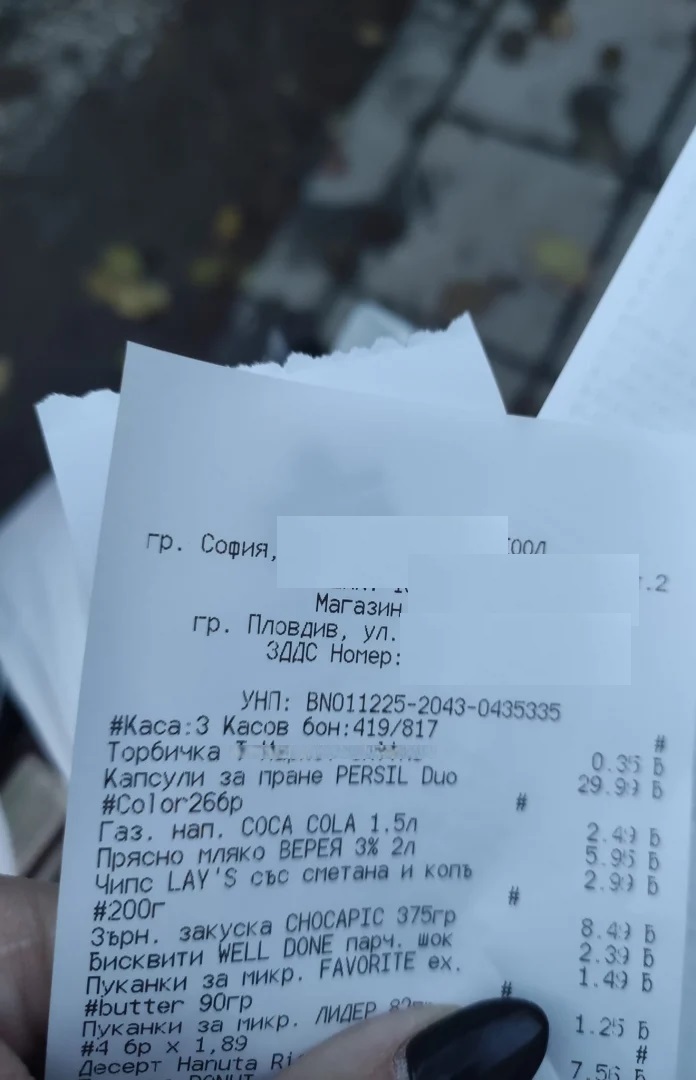 гр. София,
Магазин
гр. Пловдив, ул.
ЗДДС Номер:
УНП: BN011225-2043-0435335
#Каса:3 Касов бон:419/817 #
Торбичка 0.35 Б
Капсули за пране PERSIL Duo 29.99 Б
#Color26бр #
Газ. нап. COCA COLA 1.5л 2.49 Б
Прясно мляко ВЕРЕЯ 3% 2л 5.95 Б
Чипс LAY'S със сметана и копъ 2.99 Б
#200г #
Зърн. закуска CHOCAPIC 375гр 8.49 Б
Бисквити WELL DONE парч. шок 2.39 Б
Пуканки за микр. FAVORITE ex. 1.49 Б
#butter 90гр #
Пуканки за микр. ЛИДЕР 1.25 Б
#4 бр x 1,89 #
Десерт Hanuta 7.56 Б